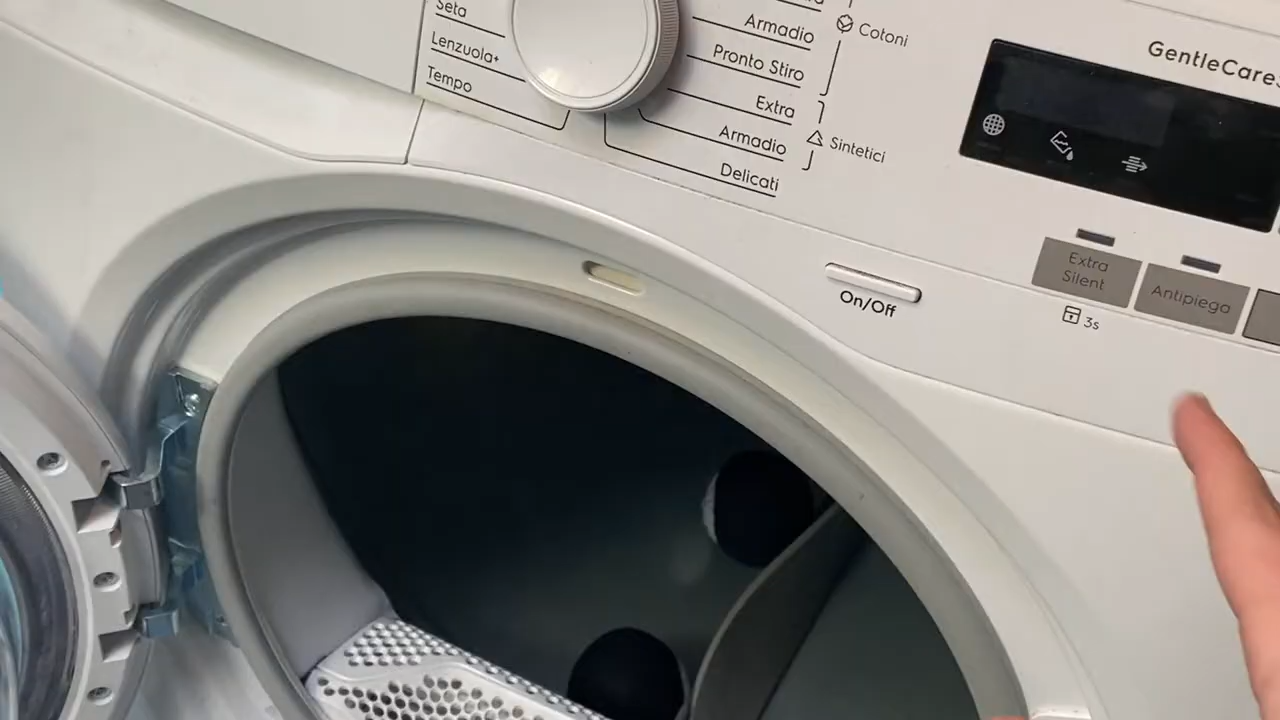 Seta
Lenzuola+
Tempo
Armadio
Pronto Stiro
Cotoni
Extra
Armadio
Sintetici
Delicati
GentleCare
On/Off
Extra
Silent
Antipiega
3s